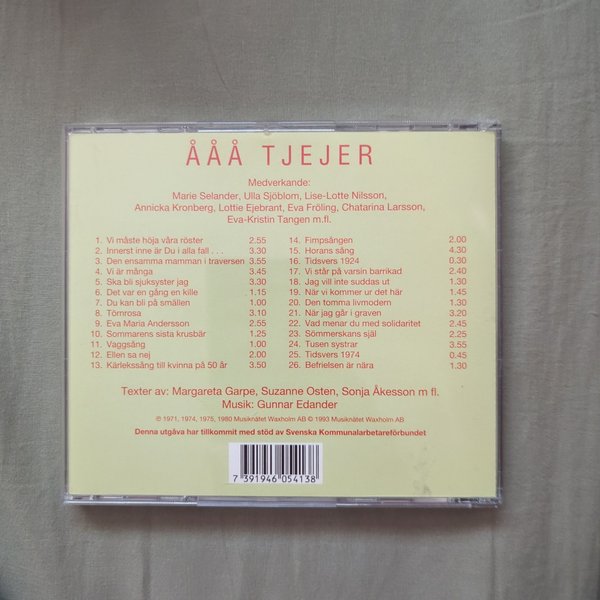 ÅÅÅ TJEJER
Medverkande:
Marie Selander, Ulla Sjöblom, Lise-Lotte Nilsson,
Annicka Kronberg, Lottie Ejebrant, Eva Fröling, Chatarina Larsson,
Eva-Kristin Tangen m.fl.
1. Vi måste höja våra röster 2.55
2. Innerst inne är Du i alla fall . . . 3.30
3. Den ensamma mamman i traversen 3.55
4. Vi är många 3.45
5. Ska bli sjuksyster jag 3.30
6. Det var en gång en kille 1.15
7. Du kan bli på smällen 1.00
8. Törnrosa 3.10
9. Eva Maria Andersson 2.55
10. Sommarens sista krusbär 1.25
11. Vaggsång 1.00
12. Ellen sa nej 2.00
13. Kärlekssång till kvinna på 50 år 3.50
14. Fimpsången 2.00
15. Horans sång 4.30
16. Tidsvers 1924 0.30
17. Vi står på varsin barrikad 2.40
18. Jag vill inte suddas ut 1.30
19. När vi kommer ur det här 1.45
20. Den tomma livmodern 1.30
21. När jag går i graven 3.20
22. Vad menar du med solidaritet 2.45
23. Sömmerskans själ 2.25
24. Tusen systrar 3.55
25. Tidsvers 1974 0.45
26. Befrielsen är nära 1.30
Texter av: Margareta Garpe, Suzanne Osten, Sonja Åkesson m fl.
Musik: Gunnar Edander
℗ 1971, 1974, 1975, 1980 Musiknätet Waxholm AB © 1993 Musiknätet Waxholm AB
Denna utgåva har tillkommit med stöd av Svenska Kommunalarbetareförbundet
7 391946 054138